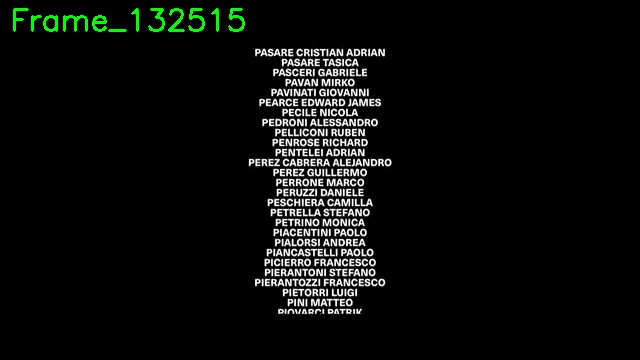 Frame_132515
PASARE CRISTIAN ADRIAN
PASARE TASICA
PASCERI GABRIELE
PAVAN MIRKO
PAVINATI GIOVANNI
PEARCE EDWARD JAMES
PECILE NICOLA
PEDRONI ALESSANDRO
PELLICONI RUBEN
PENROSE RICHARD
PENTELEI ADRIAN
PEREZ CABRERA ALEJANDRO
PEREZ GUILLERMO
PERRONE MARCO
PERUZZI DANIELE
PESCHIERA CAMILLA
PETRELLA STEFANO
PETRINO MONICA
PIACENTINI PAOLO
PIALORSI ANDREA
PIANCASTELLI PAOLO
PICIERRO FRANCESCO
PIERANTONI STEFANO
PIERANTOZZI FRANCESCO
PIETORRI LUIGI
PINI MATTEO
PIOVARCI PATRIK